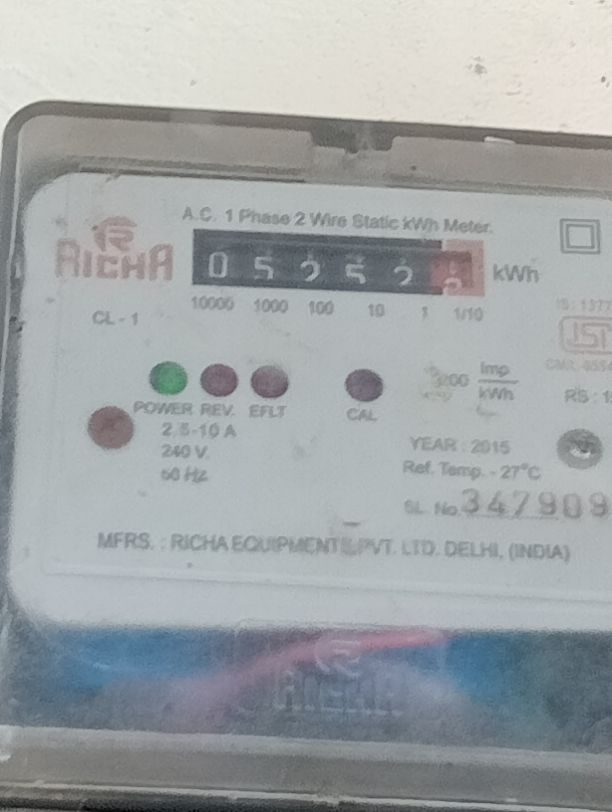 A.C. 1 Phase 2 Wire Static kWh Meter.
RICHA
0 5 2 5 2 kWh
10000 1000 100 10 1 1/10
CL - 1
Imp
kWh
POWER REV. EFLT CAL
2.5-10 A
240 V.
50 Hz
YEAR : 2015
Ref. Temp. - 27°C
SL. No. 347909
MFRS. : RICHA EQUIPMENTS PVT. LTD. DELHI. (INDIA)
RICHA